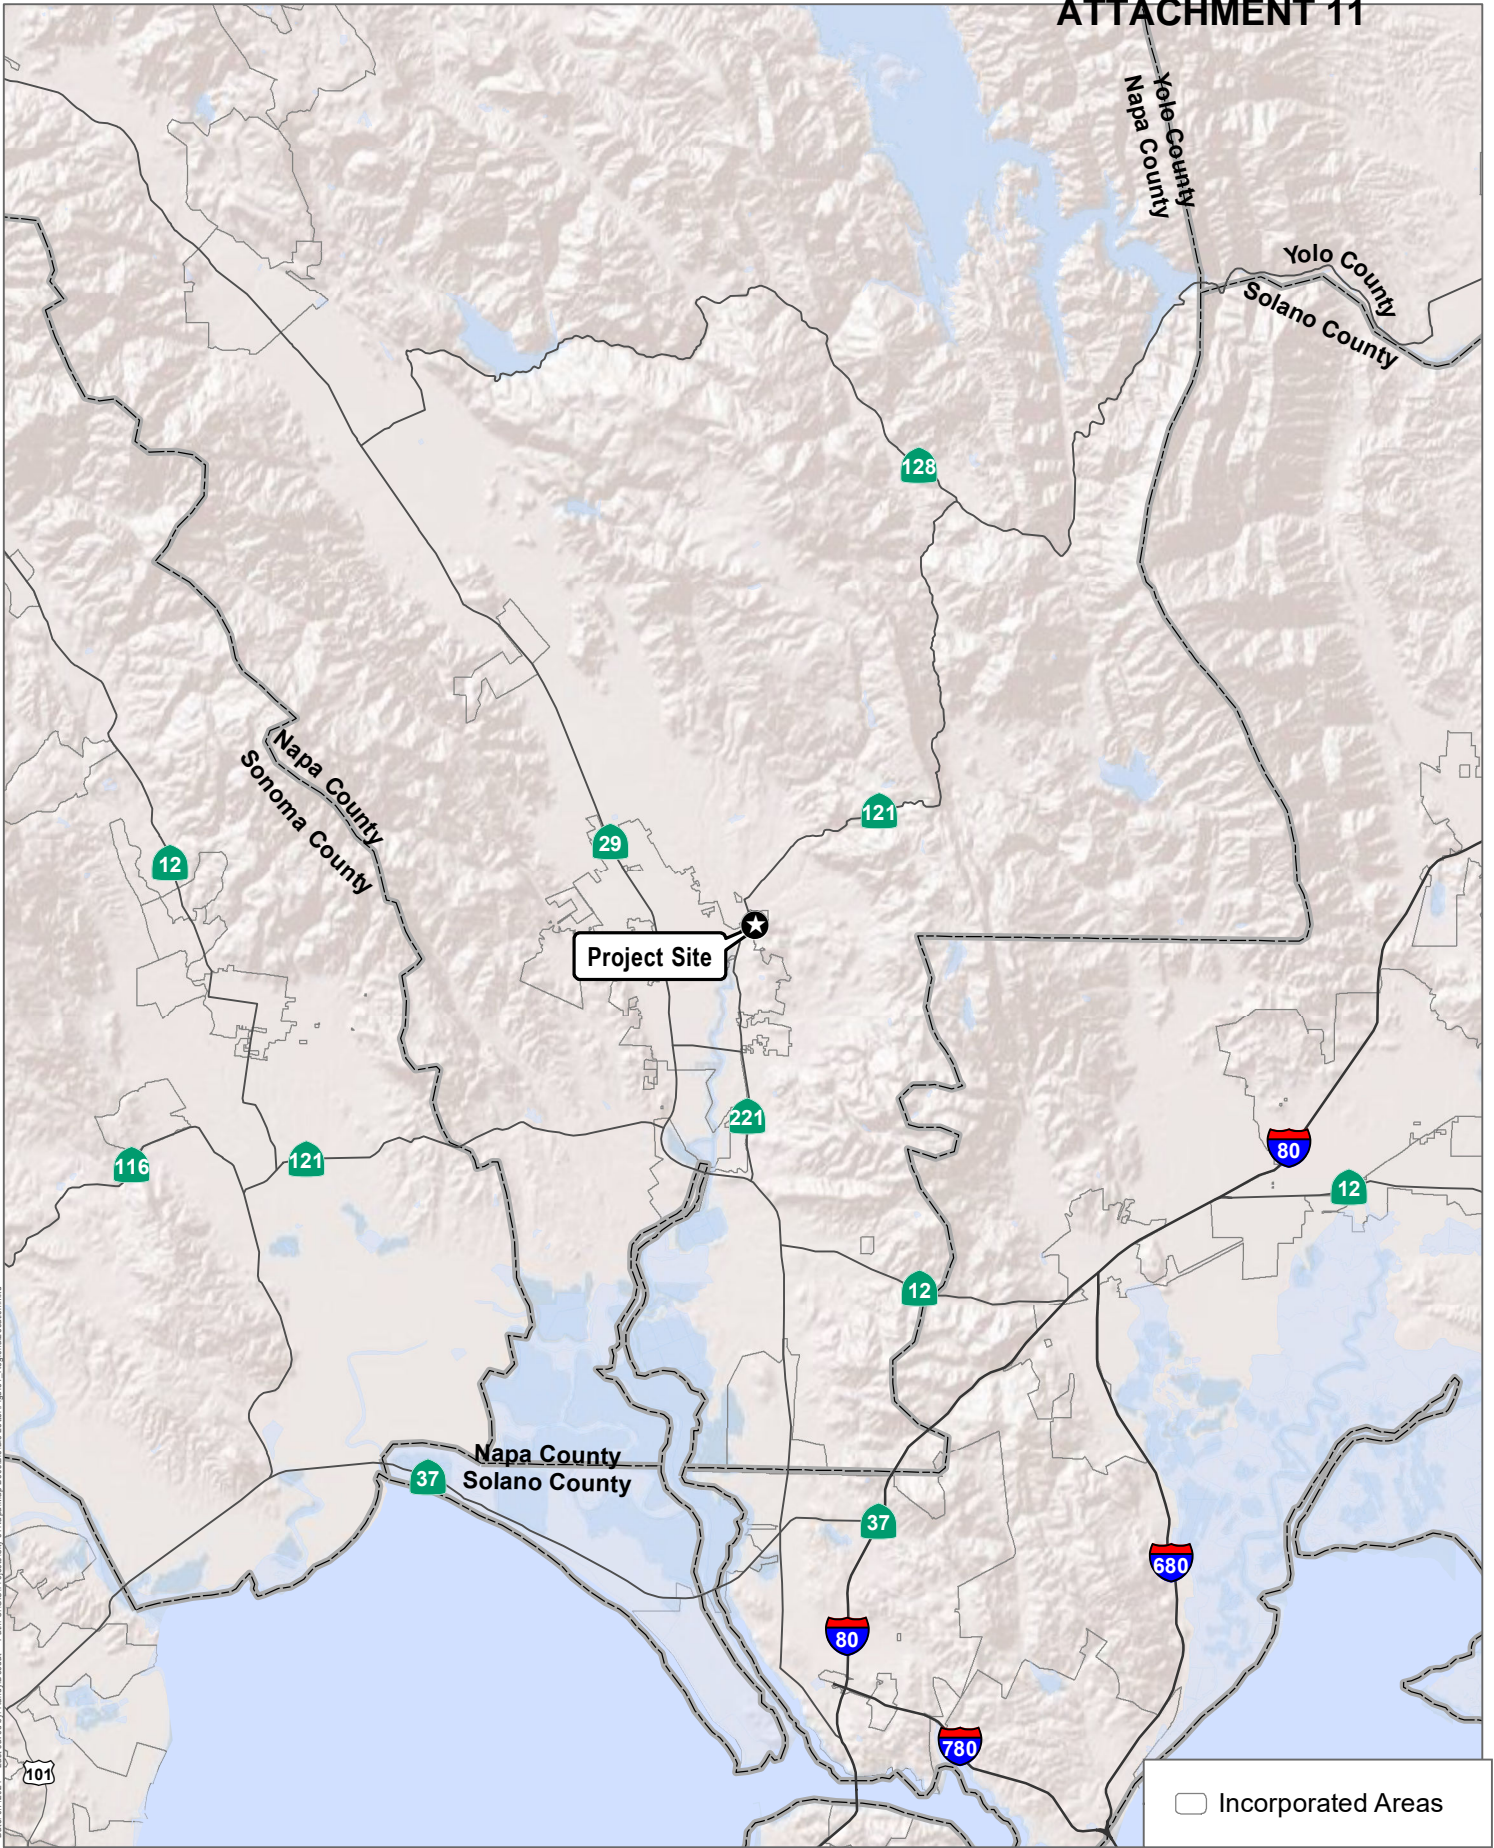 ATTACHMENT 11
Yolo County
Napa County
Yolo County
Solano County
128
Napa County
Sonoma County
121
29
12
Project Site
221
80
116
121
12
12
Napa County
Solano County
37
37
680
80
780
101
Incorporated Areas